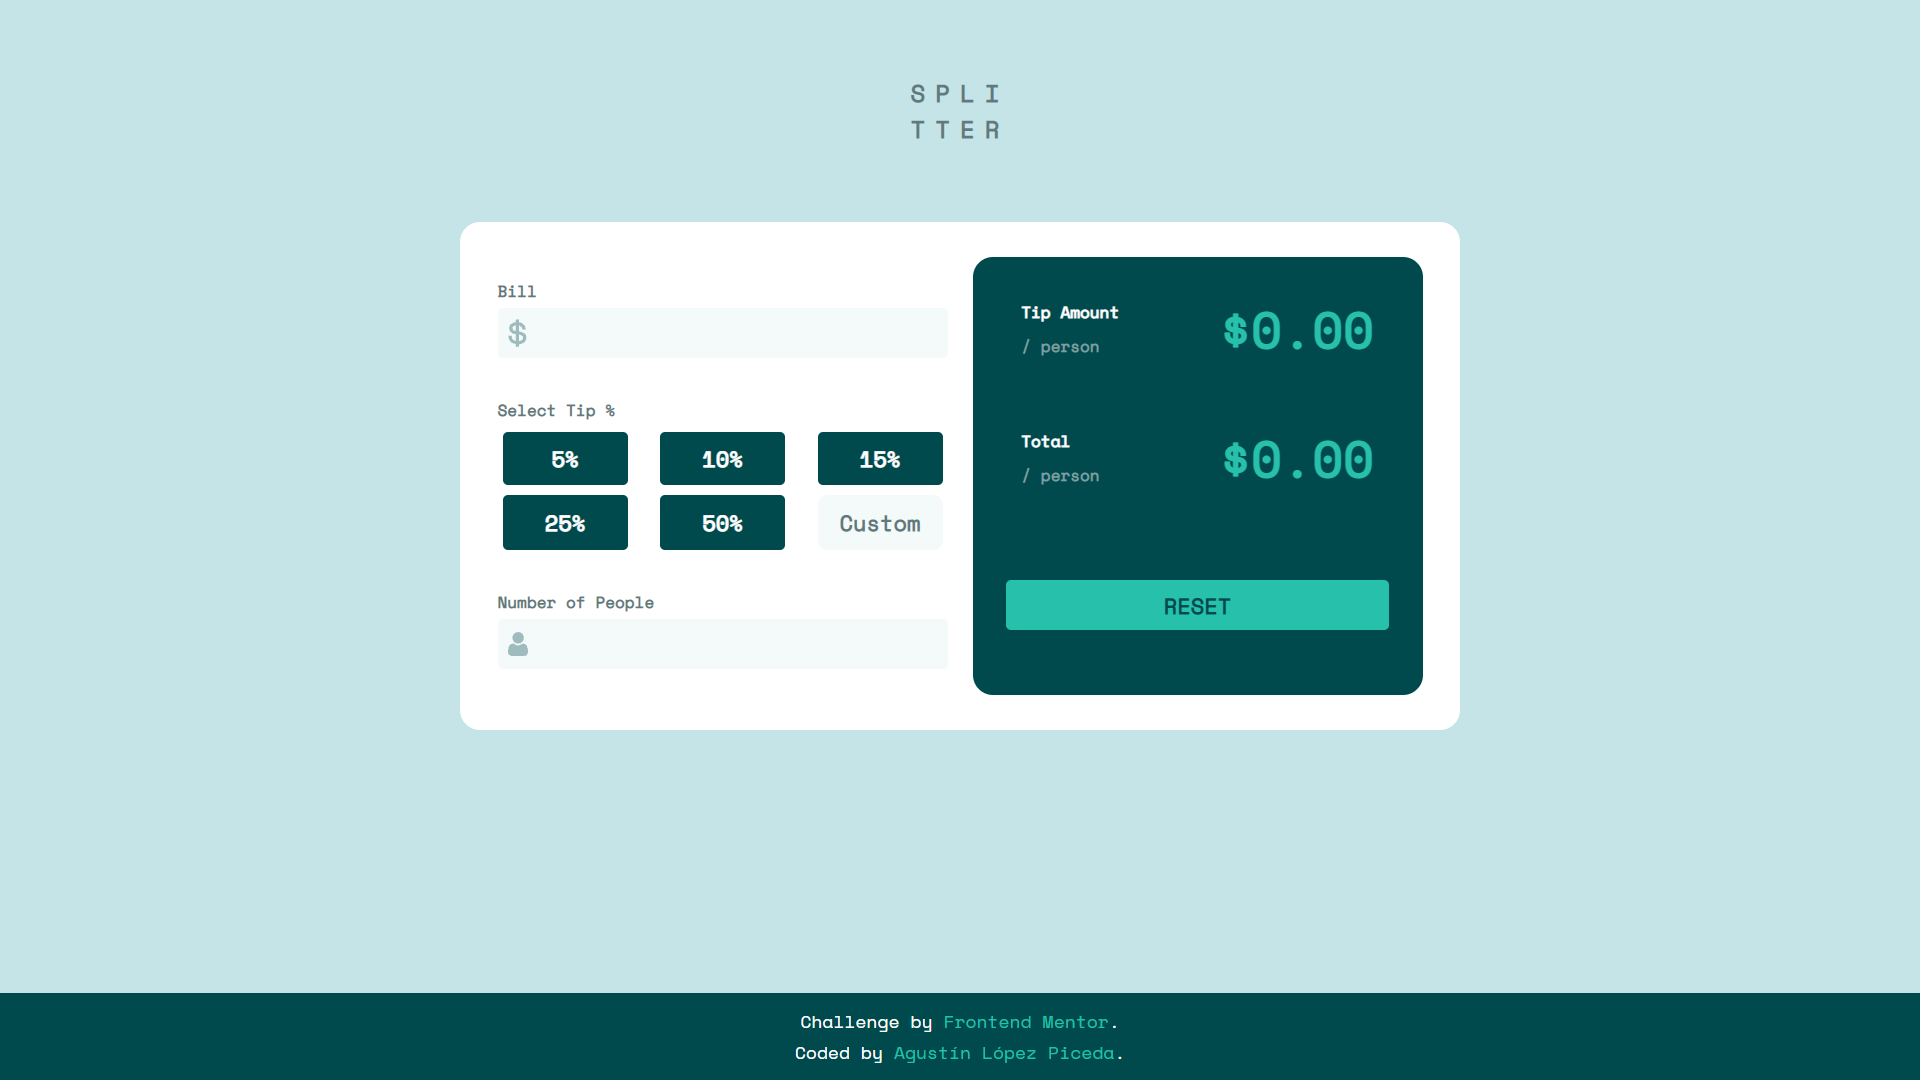 SPLI
TTER
Bill
$
Select Tip %
5% 10% 15%
25% 50% Custom
Number of People
Tip Amount
/ person
$0.00
Total
/ person
$0.00
RESET
Challenge by Frontend Mentor.
Coded by Agustín López Piceda.